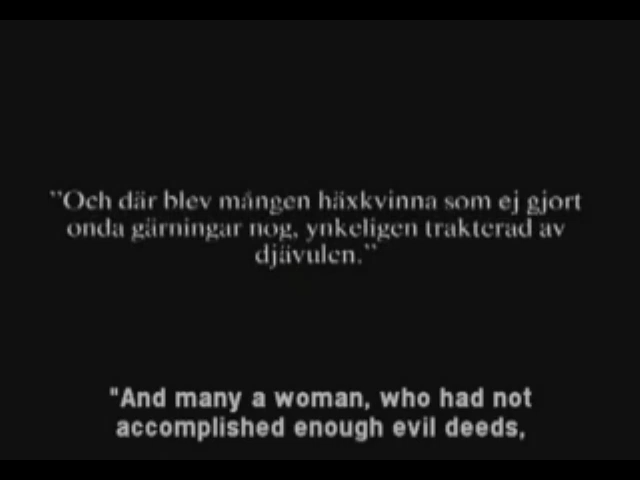 "Och där blev mången häxkvinna som ej gjort
onda gärningar nog, ynkeligen trakterad av
djävulen."
"And many a woman, who had not
accomplished enough evil deeds,